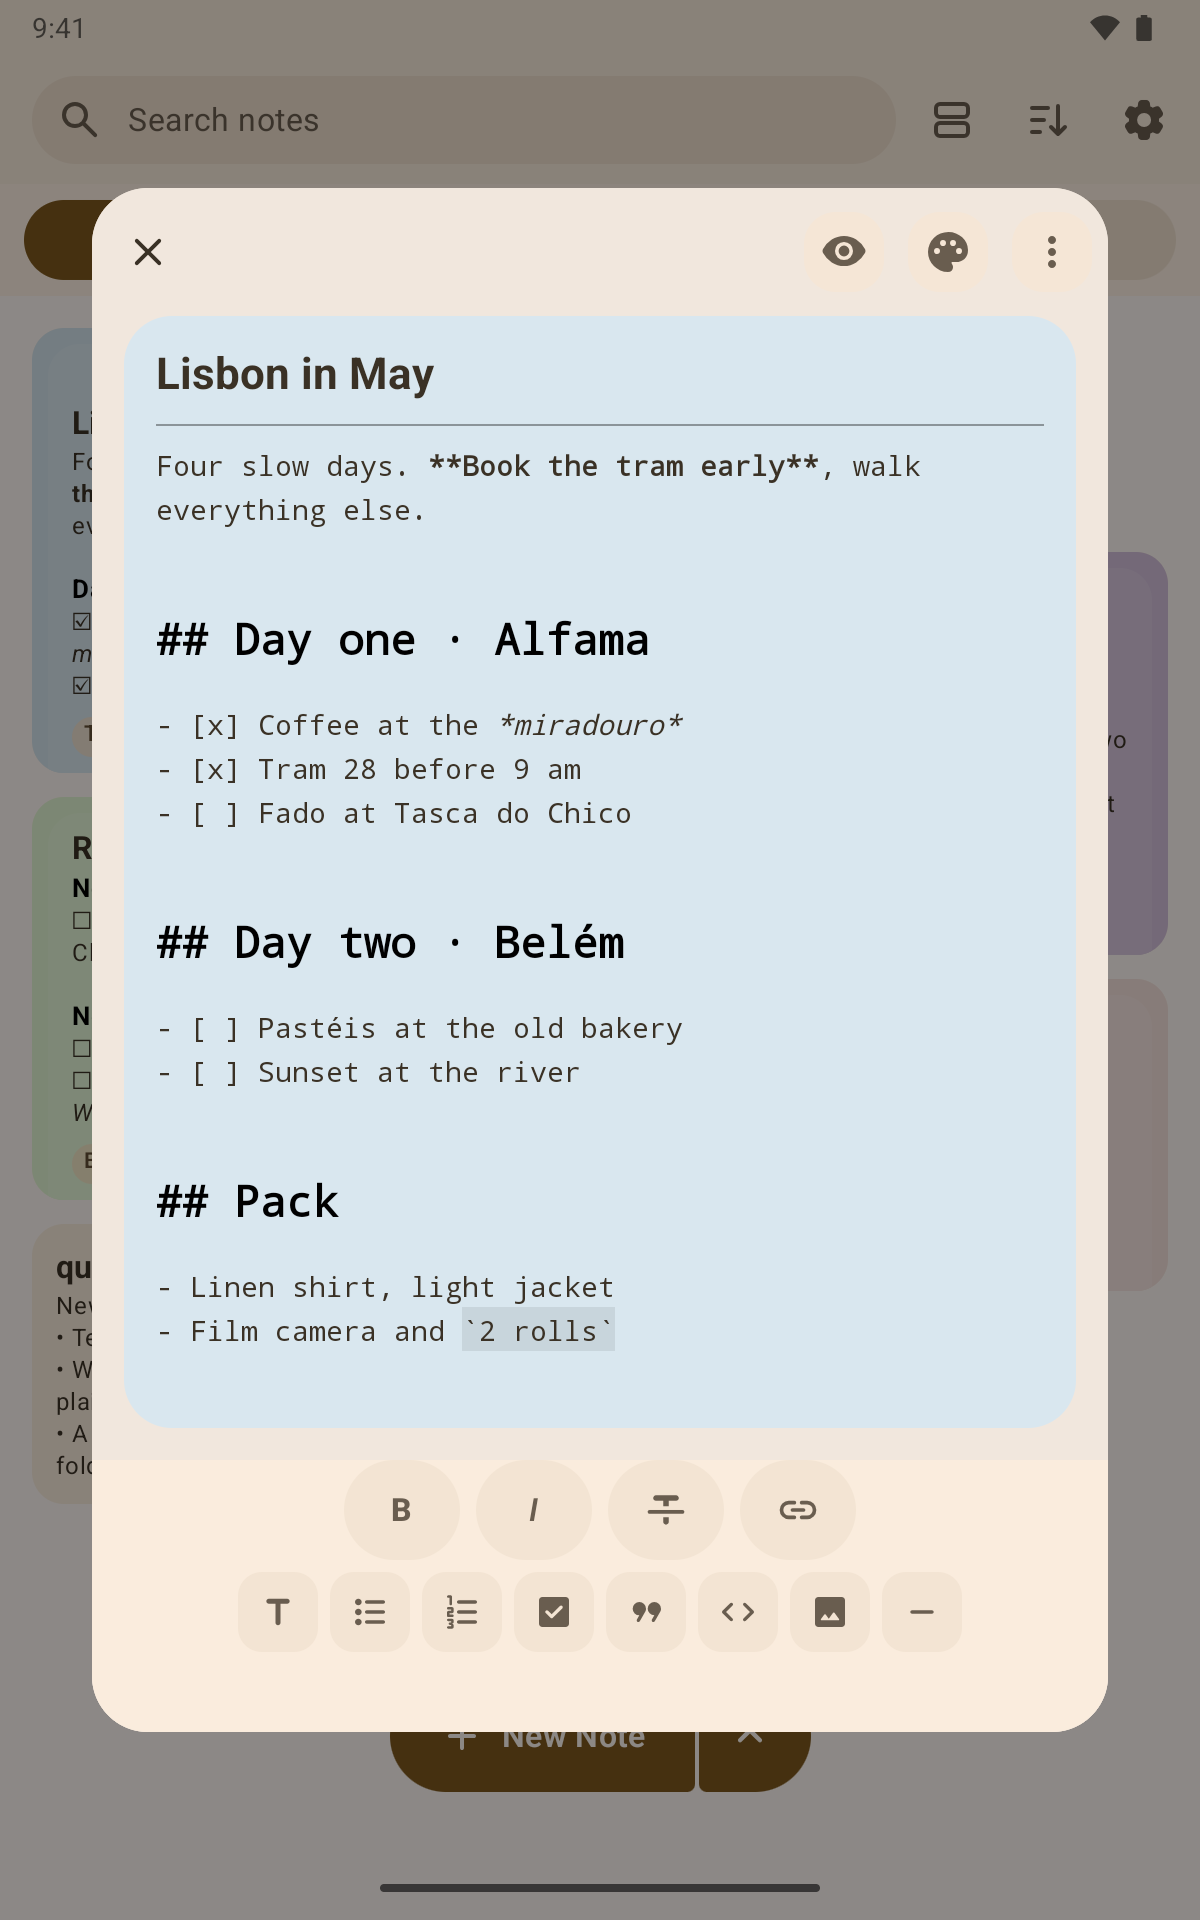 9:41
Search notes
Lisbon in May
Four slow days. **Book the tram early**, walk
everything else.
## Day one · Alfama
- [x] Coffee at the *miradouro*
- [x] Tram 28 before 9 am
- [ ] Fado at Tasca do Chico
## Day two · Belém
- [ ] Pastéis at the old bakery
- [ ] Sunset at the river
## Pack
- Linen shirt, light jacket
- Film camera and `2 rolls`
B I
T
New Note